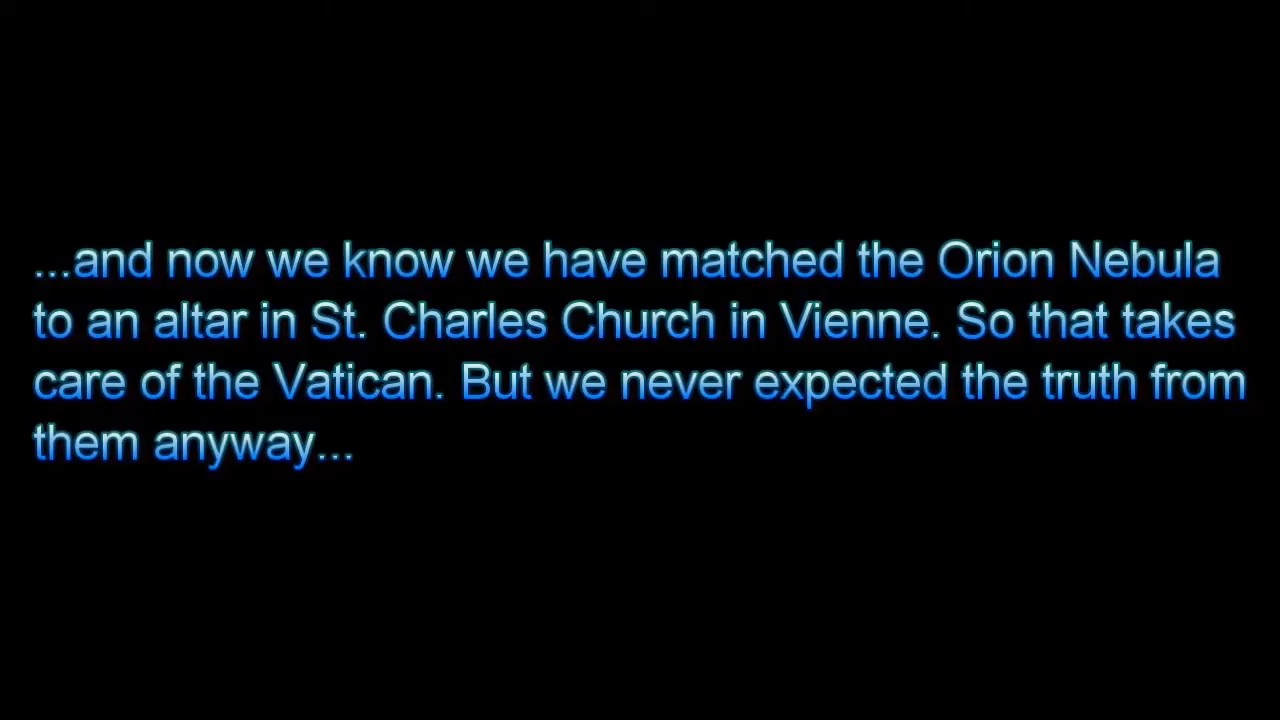 ...and now we know we have matched the Orion Nebula
to an altar in St. Charles Church in Vienne. So that takes
care of the Vatican. But we never expected the truth from
them anyway...